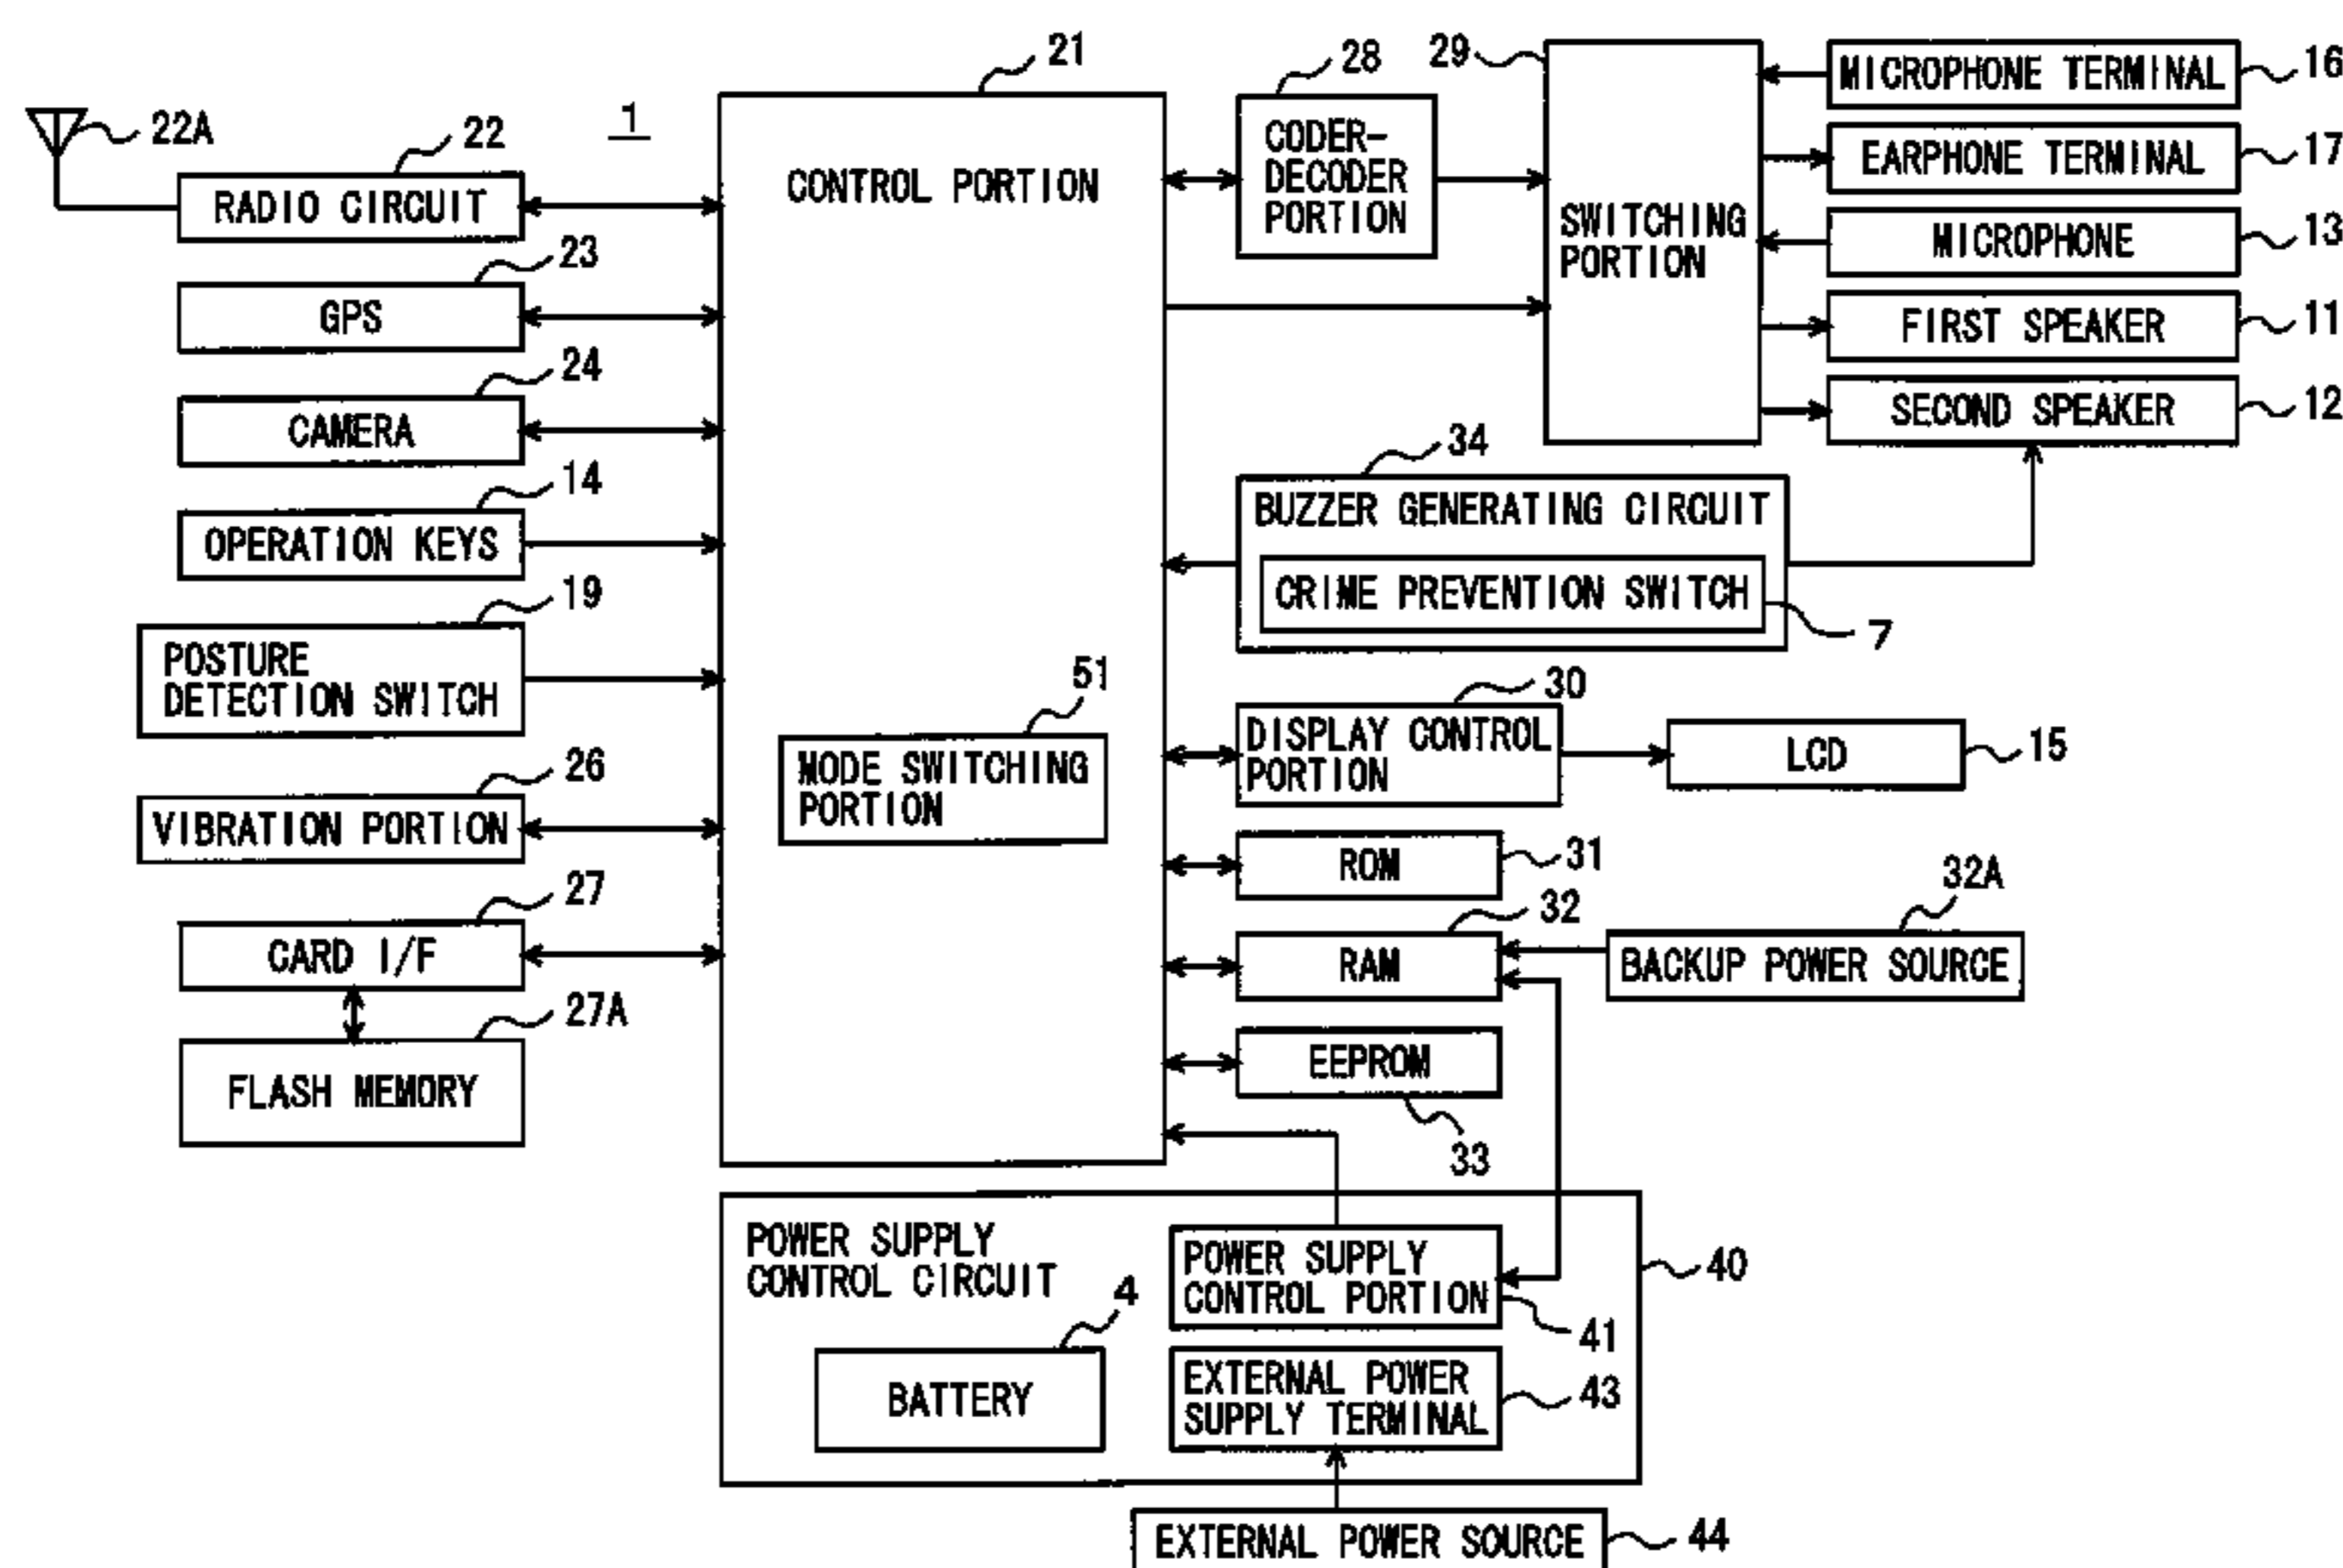 1
22A
22
RADIO CIRCUIT
23
GPS
24
CAMERA
14
OPERATION KEYS
19
POSTURE
DETECTION SWITCH
26
VIBRATION PORTION
27
CARD I/F
27A
FLASH MEMORY
21
CONTROL PORTION
51
MODE SWITCHING
PORTION
28
CODER-
DECODER
PORTION
29
SWITCHING
PORTION
MICROPHONE TERMINAL
16
EARPHONE TERMINAL
17
MICROPHONE
13
FIRST SPEAKER
11
SECOND SPEAKER
12
34
BUZZER GENERATING CIRCUIT
CRIME PREVENTION SWITCH
7
30
DISPLAY CONTROL
PORTION
LCD
15
ROM
31
32
RAM
32A
BACKUP POWER SOURCE
EEPROM
33
POWER SUPPLY
CONTROL CIRCUIT
40
4
BATTERY
POWER SUPPLY
CONTROL PORTION
41
EXTERNAL POWER
SUPPLY TERMINAL
43
EXTERNAL POWER SOURCE
44